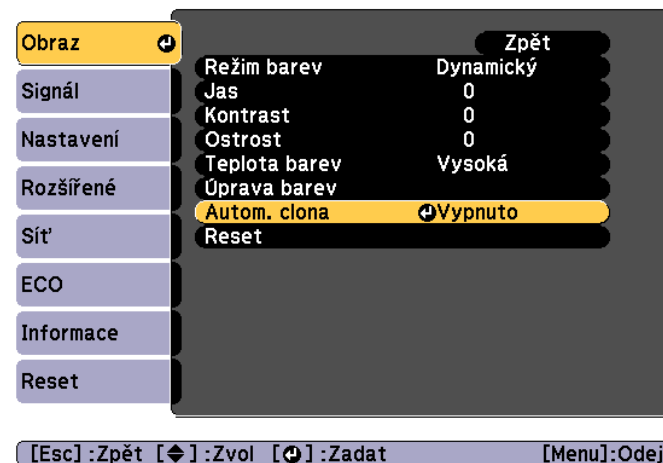 Obraz
Signál
Nastavení
Rozšířené
Síť
ECO
Informace
Reset
Zpět
Režim barev Dynamický
Jas 0
Kontrast 0
Ostrost 0
Teplota barev Vysoká
Úprava barev
Autom. clona Vypnuto
Reset
[Esc] :Zpět [◆] :Zvol [↵] :Zadat [Menu]:Odej